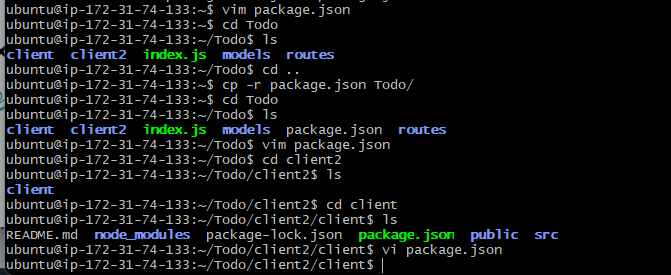 ubuntu@ip-172-31-74-133:~$ vim package.json
ubuntu@ip-172-31-74-133:~$ cd Todo
ubuntu@ip-172-31-74-133:~/Todo$ ls
client  client2  index.js  models  routes
ubuntu@ip-172-31-74-133:~/Todo$ cd ..
ubuntu@ip-172-31-74-133:~$ cp -r package.json Todo/
ubuntu@ip-172-31-74-133:~$ cd Todo
ubuntu@ip-172-31-74-133:~/Todo$ ls
client  client2  index.js  models  package.json  routes
ubuntu@ip-172-31-74-133:~/Todo$ vim package.json
ubuntu@ip-172-31-74-133:~/Todo$ cd client2
ubuntu@ip-172-31-74-133:~/Todo/client2$ ls
client
ubuntu@ip-172-31-74-133:~/Todo/client2$ cd client
ubuntu@ip-172-31-74-133:~/Todo/client2/client$ ls
README.md  node_modules  package-lock.json  package.json  public  src
ubuntu@ip-172-31-74-133:~/Todo/client2/client$ vi package.json
ubuntu@ip-172-31-74-133:~/Todo/client2/client$